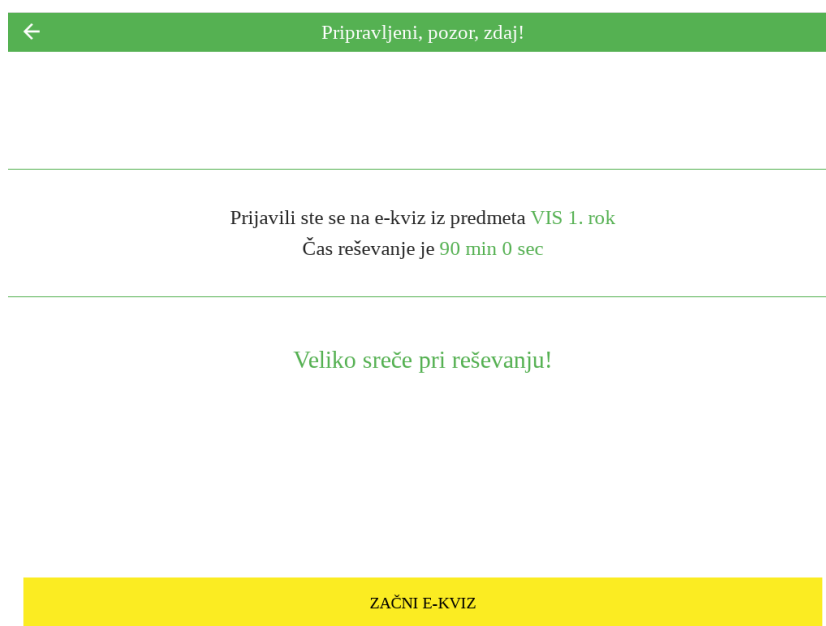 Pripravljeni, pozor, zdaj!
Prijavili ste se na e-kviz iz predmeta VIS 1. rok
Čas reševanje je 90 min 0 sec
Veliko sreče pri reševanju!
ZAČNI E-KVIZ